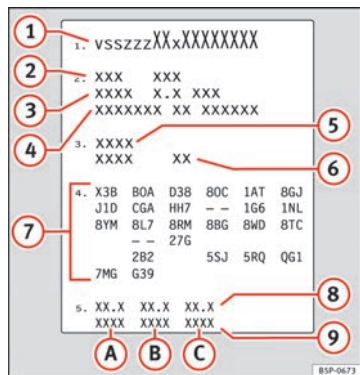 1
1. VSSZZZXXxXXXXXXXX
2
2. XXX XXX
3
XXXX X.X XXX
4
XXXXXXX XX XXXXXX
5
3. XXXX
6
XXXX XX
7
4. X3B B0A D38 8OC 1AT 8GJ
J1D CGA HH7 - - 1G6 1NL
8YM 8L7 8RM 8BG 8WD 8TC
- - 27G
2B2 5SJ 5RQ QG1
7MG G39
8
5. XX.X XX.X XX.X
9
XXXX XXXX XXXX
A B C
B5P-0673